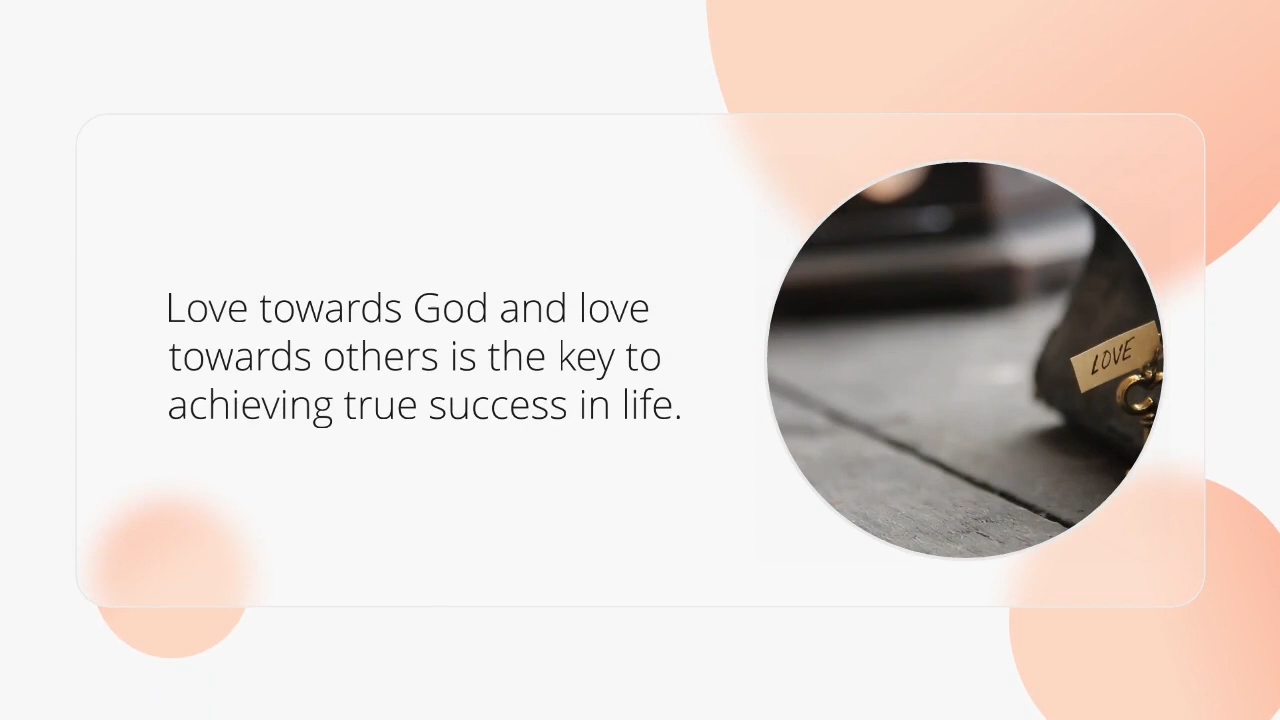 Love towards God and love
towards others is the key to
achieving true success in life.
LOVE